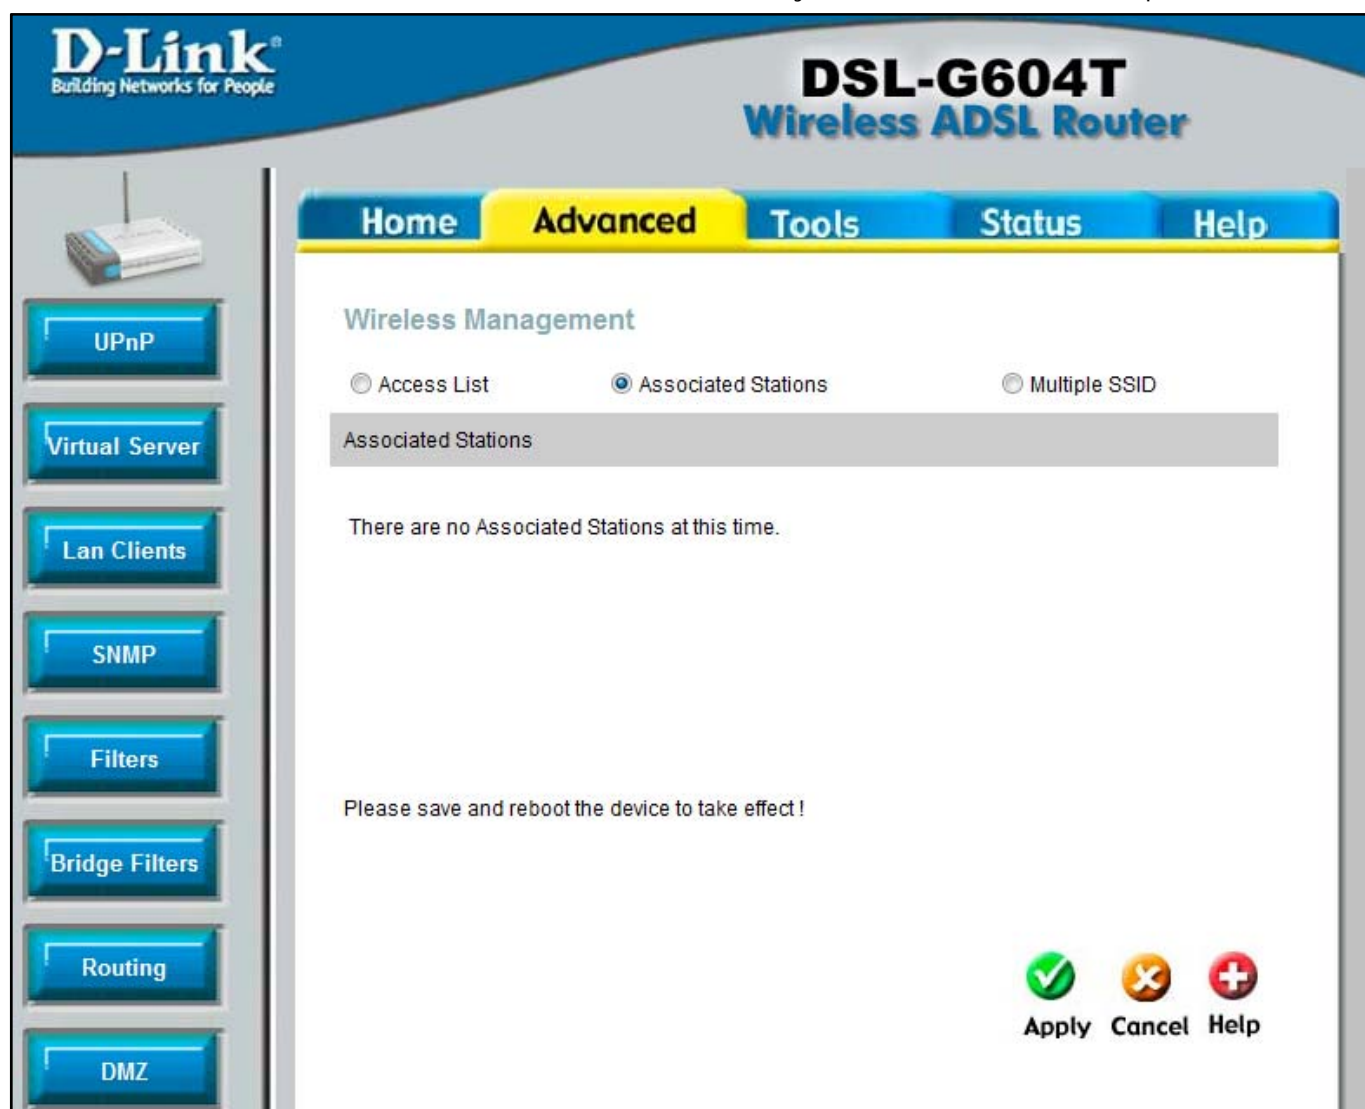 D-Link®
Building Networks for People
DSL-G604T
Wireless ADSL Router
Home Advanced Tools Status Help
UPnP
Virtual Server
Lan Clients
SNMP
Filters
Bridge Filters
Routing
DMZ
Wireless Management
Access List Associated Stations Multiple SSID
Associated Stations
There are no Associated Stations at this time.
Please save and reboot the device to take effect !
Apply Cancel Help